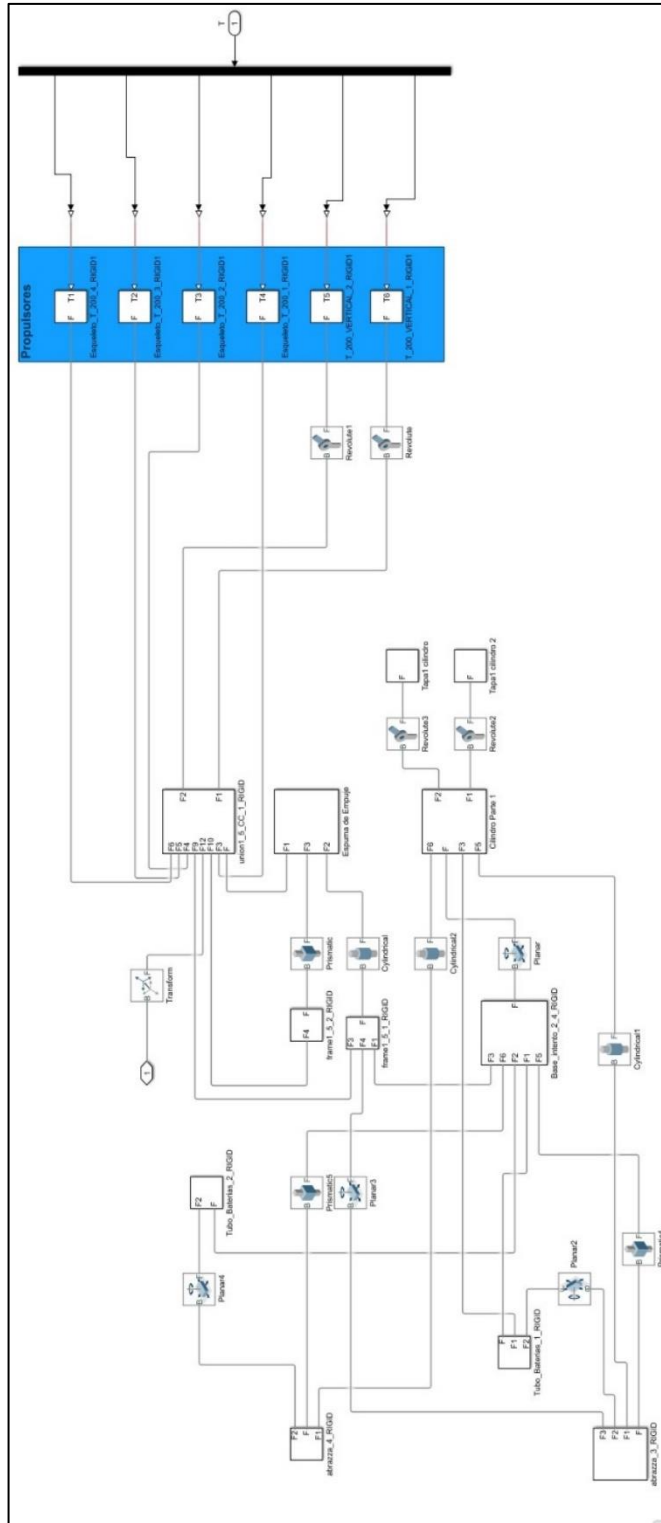 T
1
Propulsores
F T1
Esqueleto_T_200_4_RIGID1
F T2
Esqueleto_T_200_3_RIGID1
F T3
Esqueleto_T_200_2_RIGID1
F T4
Esqueleto_T_200_1_RIGID1
F T5
T_200_VERTICAL_2_RIGID1
F T6
T_200_VERTICAL_1_RIGID1
B F
Revolute1
B F
Revolute
F
Tapa1 cilindro
F
Tapa1 cilindro 2
B F
Revolute3
B F
Revolute2
F6
F5
F4
F9
F12
F10
F3
F
F2
F1
union1_5_CC_1_RIGID
F1
F3
F2
Espuma de Empuje
F6
F
F3
F5
F2
F1
Cilindro Parte 1
B F
Transform
1
B F
Prismatic
B F
Cylindrical
B F
Cylindrical2
B F
Planar
F4 F
frame1_5_2_RIGID
F3
F4
F1
F
frame1_5_1_RIGID
F3
F6
F2
F1
F5
F
Base_intento_2_4_RIGID
B F
Cylindrical1
F2
F
Tubo_Baterias_2_RIGID
B F
Prismatic5
B F
Planar3
B F
Planar4
B F
Planar2
B F
F
F1
F2
Tubo_Baterias_1_RIGID
F2
F
F1
abrazza_4_RIGID
F3
F2
F1
F
abrazza_3_RIGID